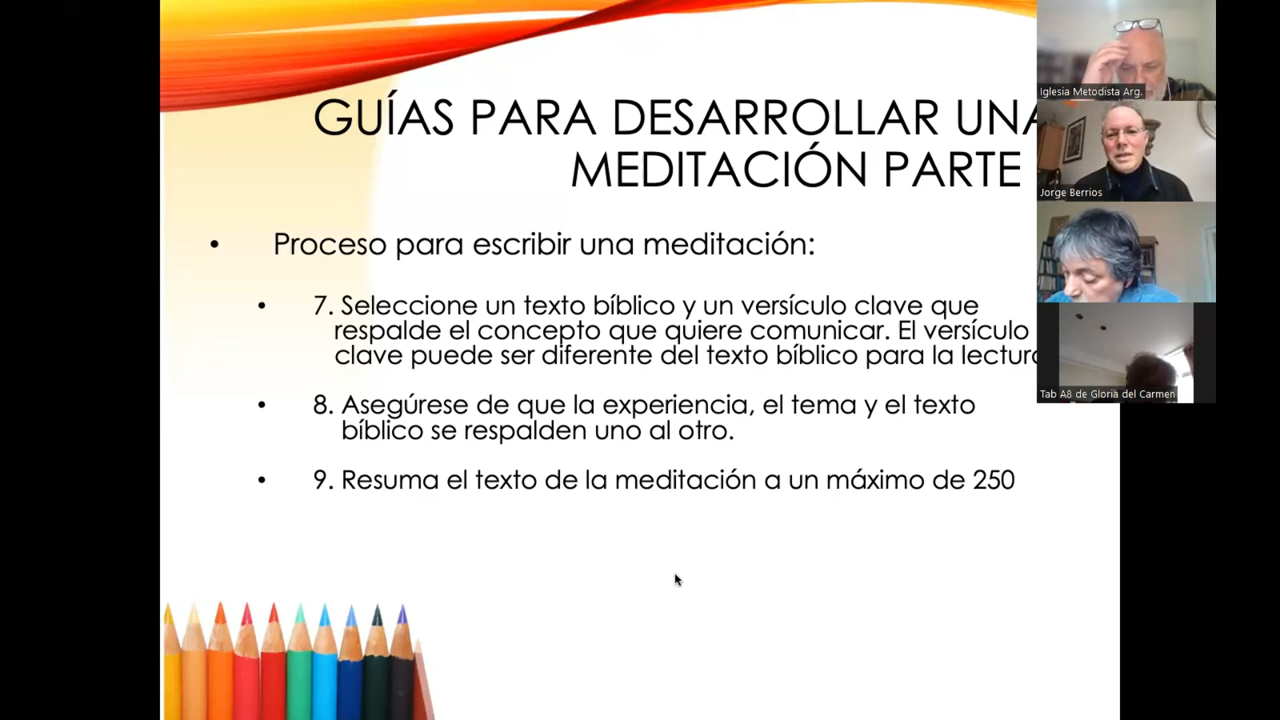 GUÍAS PARA DESARROLLAR UNA
MEDITACIÓN PARTE
• Proceso para escribir una meditación:
• 7. Seleccione un texto bíblico y un versículo clave que
respalde el concepto que quiere comunicar. El versículo
clave puede ser diferente del texto bíblico para la lectura
• 8. Asegúrese de que la experiencia, el tema y el texto
bíblico se respalden uno al otro.
• 9. Resuma el texto de la meditación a un máximo de 250
Iglesia Metodista Arg.
Jorge Berrios
Tab A8 de Gloria del Carmen